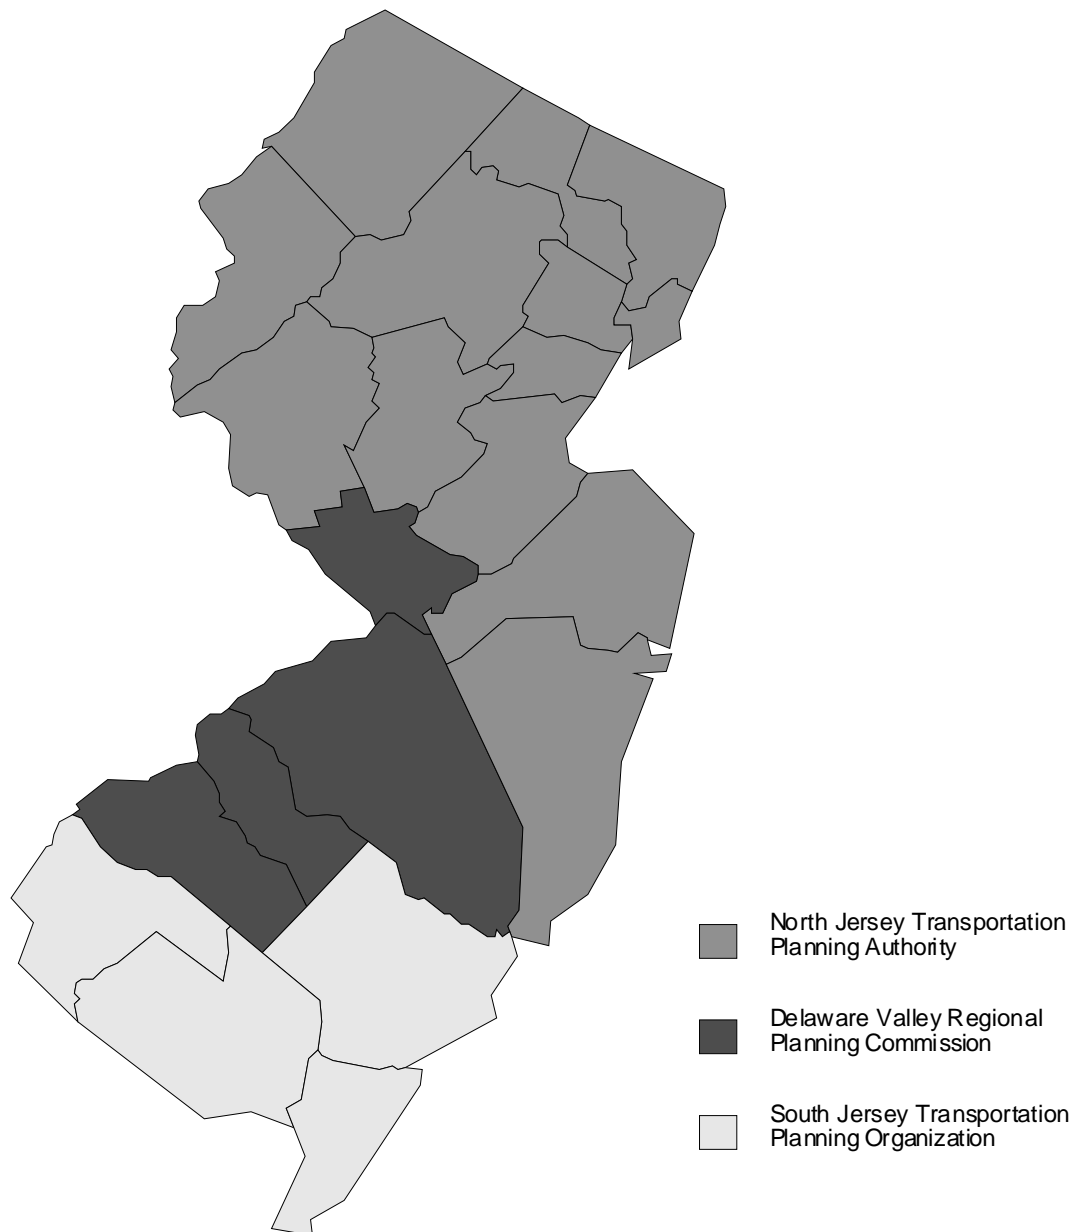 North Jersey Transportation
Planning Authority
Delaware Valley Regional
Planning Commission
South Jersey Transportation
Planning Organization